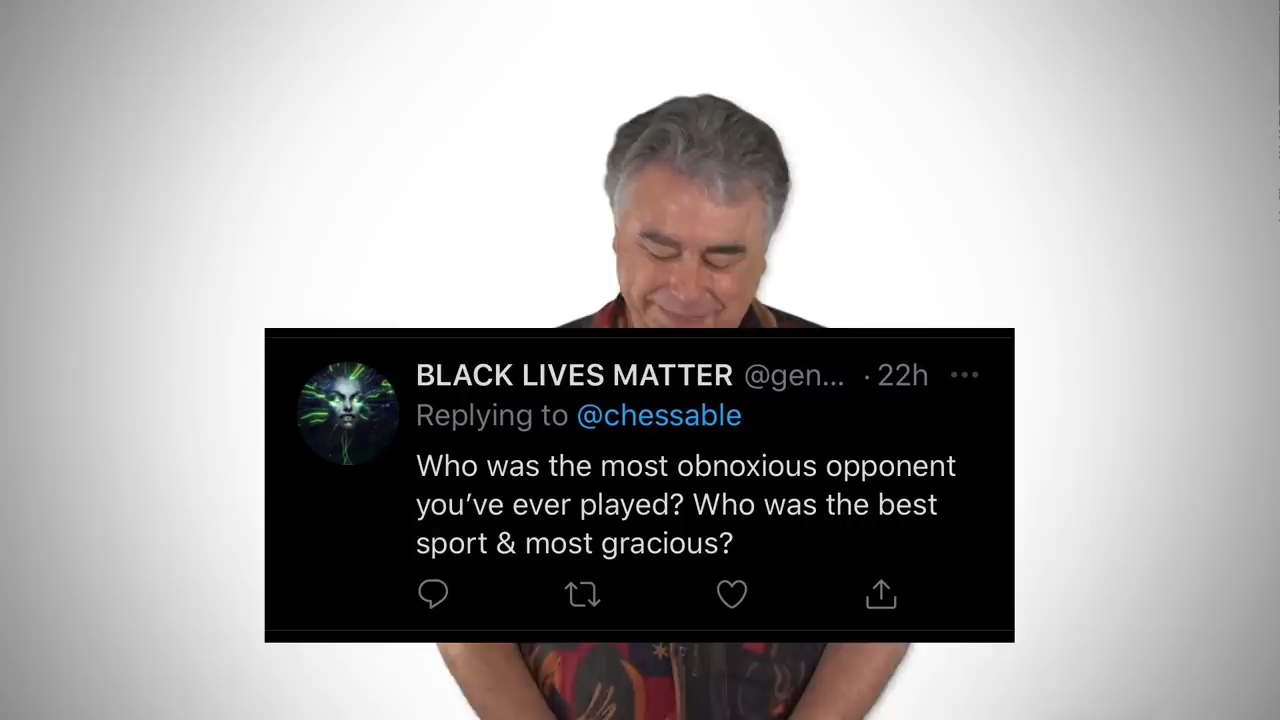 BLACK LIVES MATTER @gen... · 22h
Replying to @chessable
Who was the most obnoxious opponent
you’ve ever played? Who was the best
sport & most gracious?